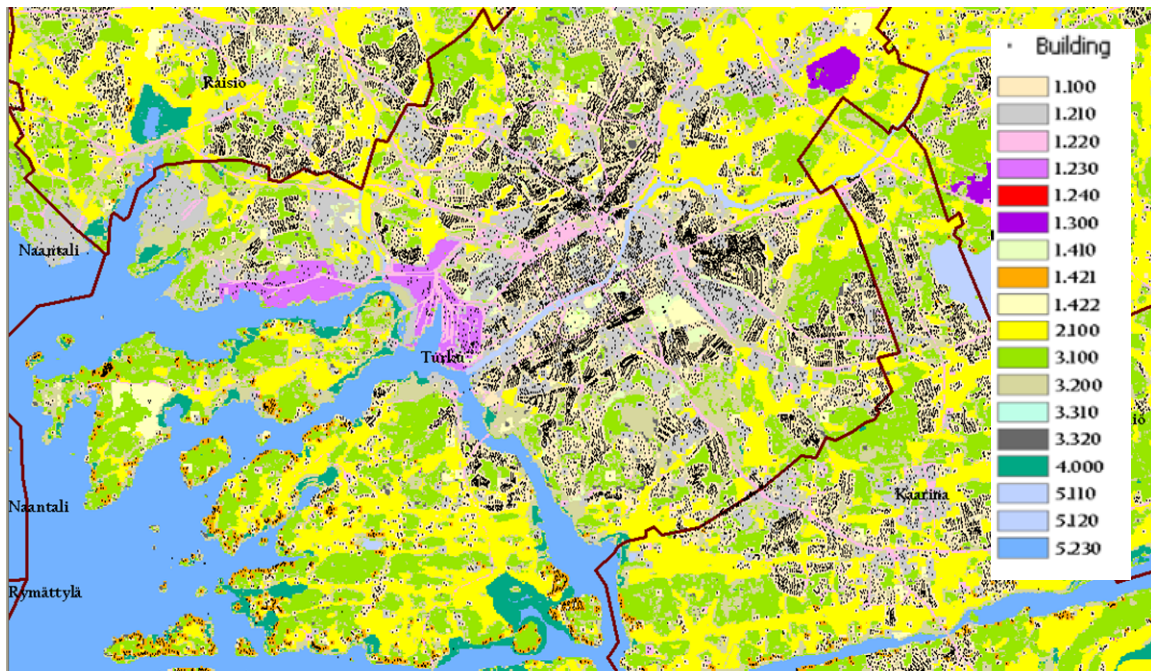 Raisio
Naantali
Turku
Naantali
Rymättylä
Kaarina
Building
1.100
1.210
1.220
1.230
1.240
1.300
1.410
1.421
1.422
2.100
3.100
3.200
3.310
3.320
4.000
5.110
5.120
5.230
iö